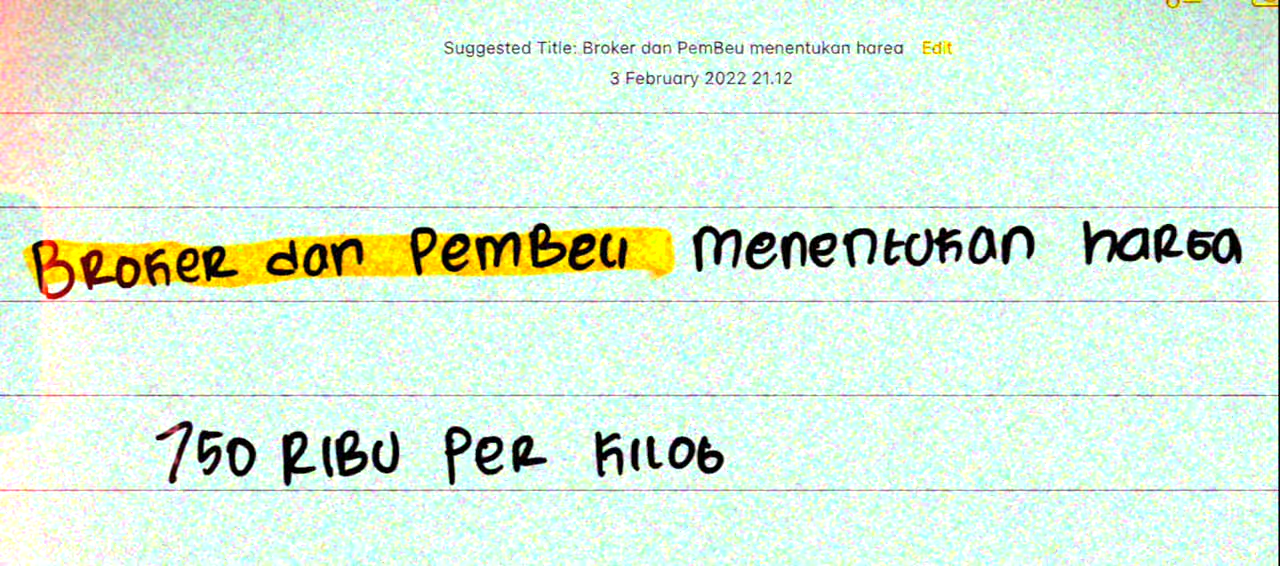 Suggested Title: Broker dan PemBeu menentukan harea Edit
3 February 2022 21.12
BROKER dan PemBeli menentukan harga
750 RIBU PER KILOG